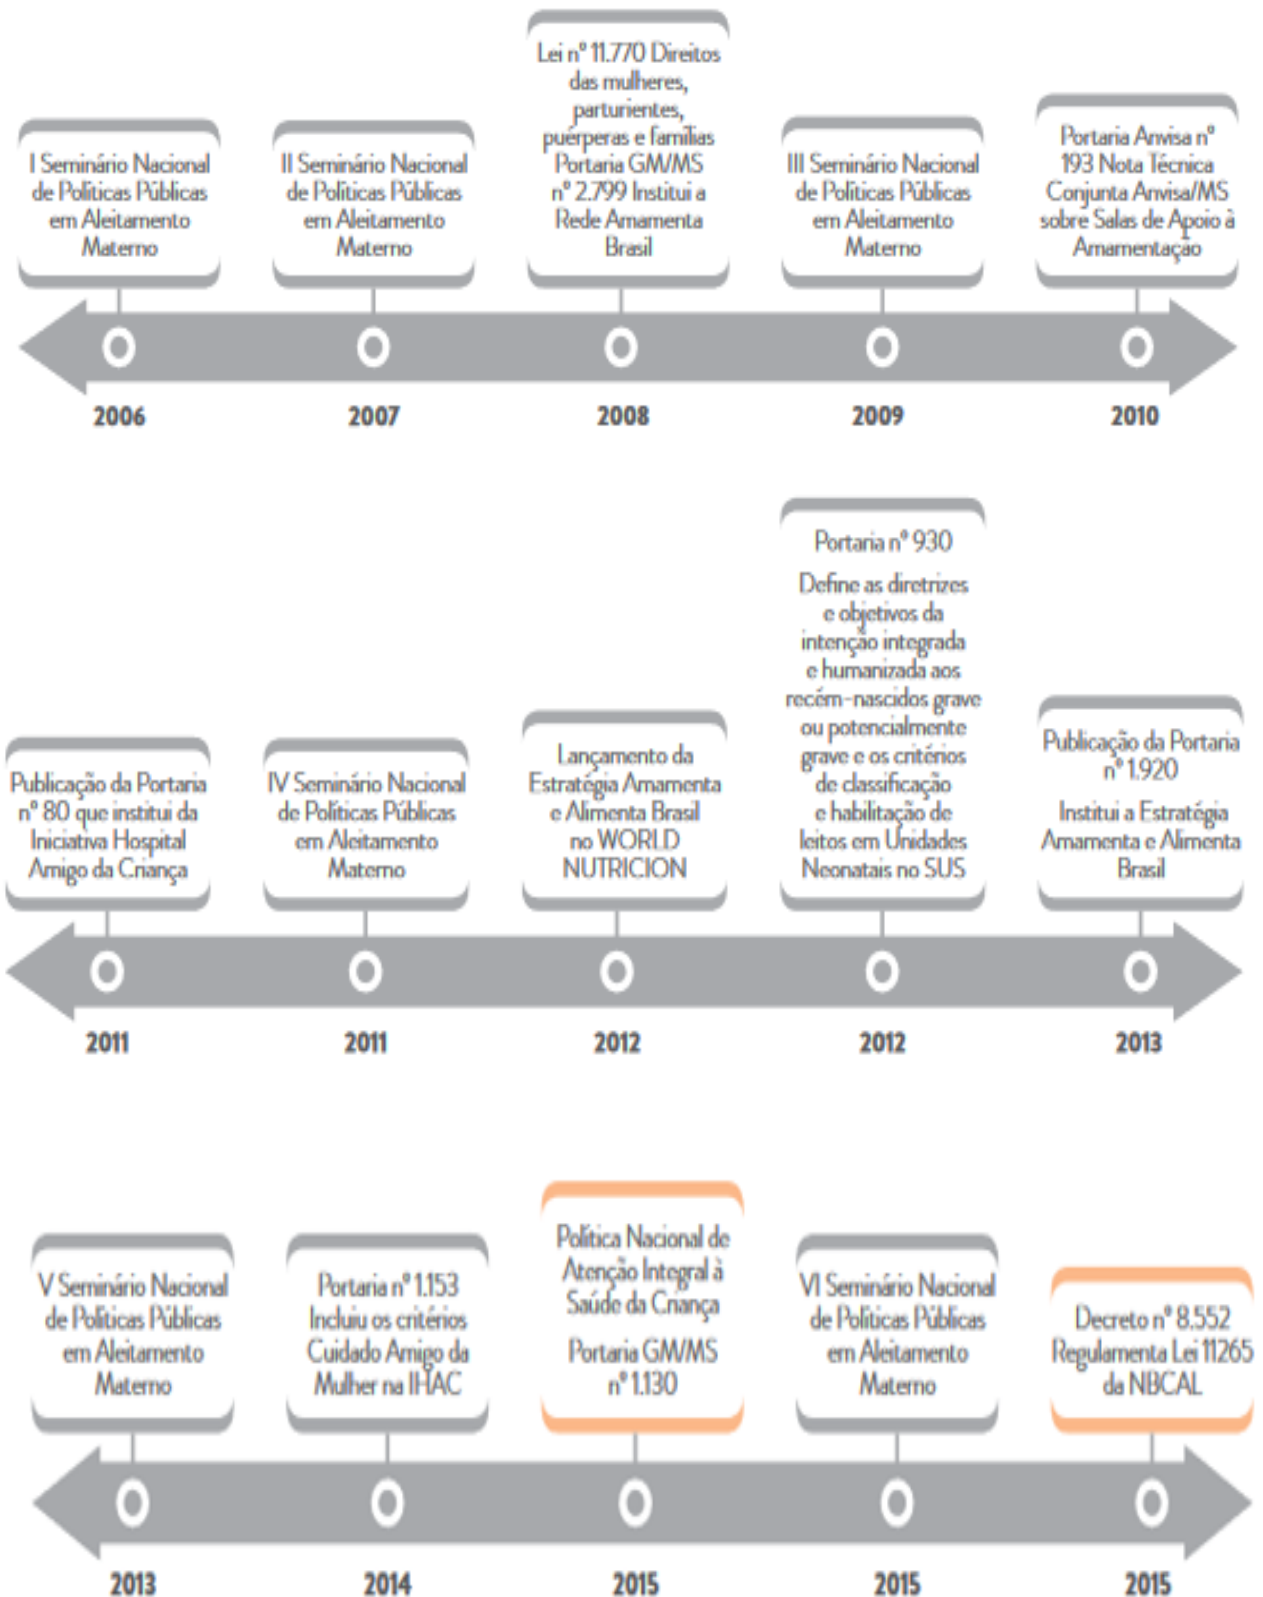 I Seminário Nacional
de Políticas Públicas
em Aleitamento
Materno
II Seminário Nacional
de Políticas Públicas
em Aleitamento
Materno
Lei nº 11.770 Direitos
das mulheres,
parturientes,
puérperas e famílias
Portaria GM/MS
nº 2.799 Institui a
Rede Amamenta
Brasil
III Seminário Nacional
de Políticas Públicas
em Aleitamento
Materno
Portaria Anvisa nº
193 Nota Técnica
Conjunta Anvisa/MS
sobre Salas de Apoio à
Amamentação
2006
2007
2008
2009
2010
Publicação da Portaria
nº 80 que institui da
Iniciativa Hospital
Amigo da Criança
IV Seminário Nacional
de Políticas Públicas
em Aleitamento
Materno
Lançamento da
Estratégia Amamenta
e Alimenta Brasil
no WORLD
NUTRICION
Portaria nº 930
Define as diretrizes
e objetivos da
intenção integrada
e humanizada aos
recém-nascidos grave
ou potencialmente
grave e os critérios
de classificação
e habilitação de
leitos em Unidades
Neonatais no SUS
Publicação da Portaria
nº 1.920
Institui a Estratégia
Amamenta e Alimenta
Brasil
2011
2011
2012
2012
2013
V Seminário Nacional
de Políticas Públicas
em Aleitamento
Materno
Portaria nº 1.153
Incluiu os critérios
Cuidado Amigo da
Mulher na IHAC
Política Nacional de
Atenção Integral à
Saúde da Criança
Portaria GM/MS
nº 1.130
VI Seminário Nacional
de Políticas Públicas
em Aleitamento
Materno
Decreto nº 8.552
Regulamenta Lei 11265
da NBCAL
2013
2014
2015
2015
2015